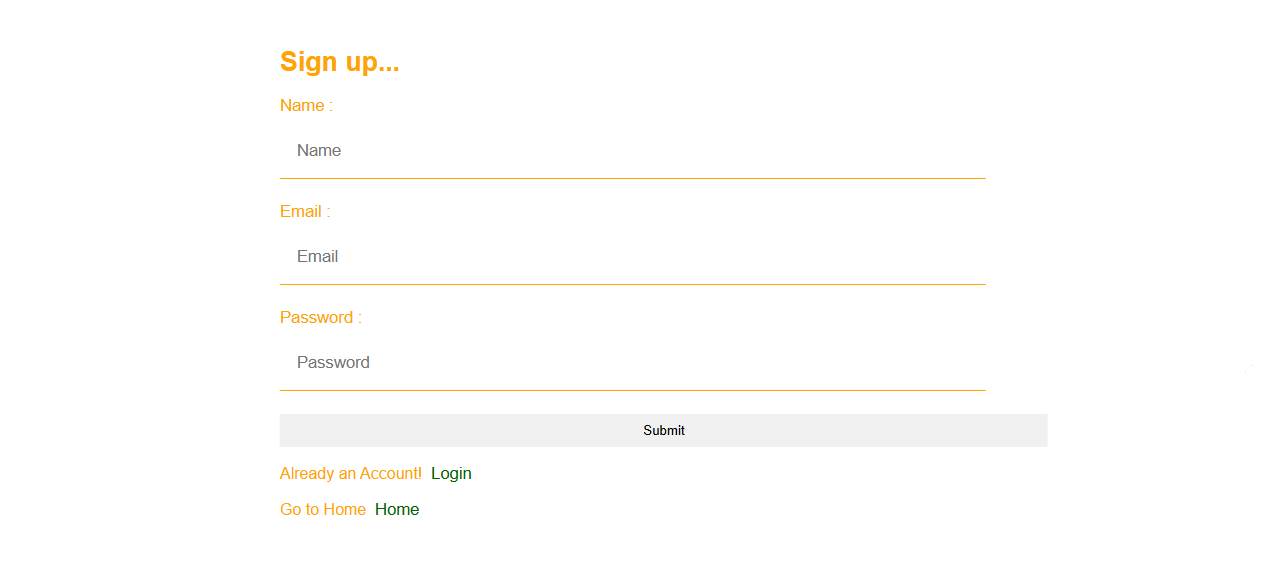 Sign up...
Name :
Name
Email :
Email
Password :
Password
Submit
Already an Account! Login
Go to Home Home